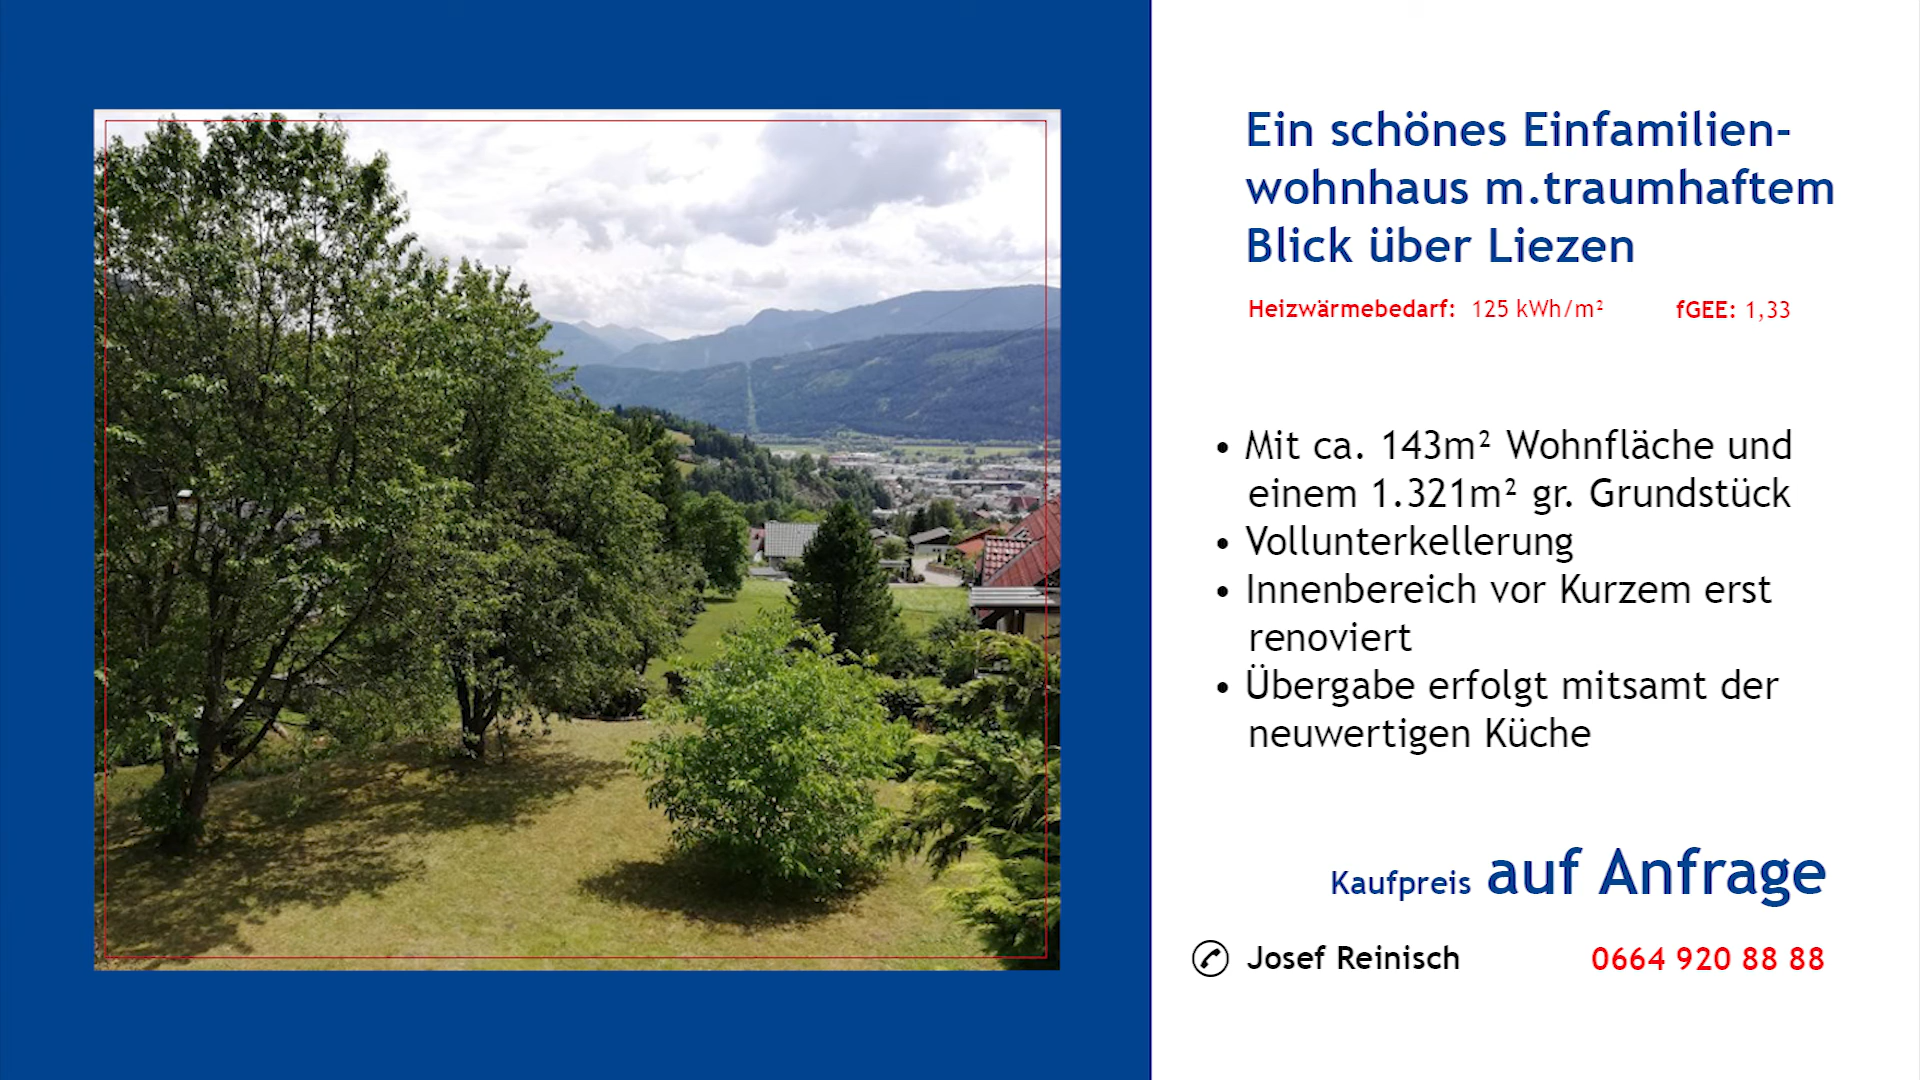 Ein schönes Einfamilien-
wohnhaus m.traumhaftem
Blick über Liezen
Heizwärmebedarf: 125 kWh/m² fGEE: 1,33
• Mit ca. 143m² Wohnfläche und
einem 1.321m² gr. Grundstück
• Vollunterkellerung
• Innenbereich vor Kurzem erst
renoviert
• Übergabe erfolgt mitsamt der
neuwertigen Küche
Kaufpreis auf Anfrage
Josef Reinisch 0664 920 88 88